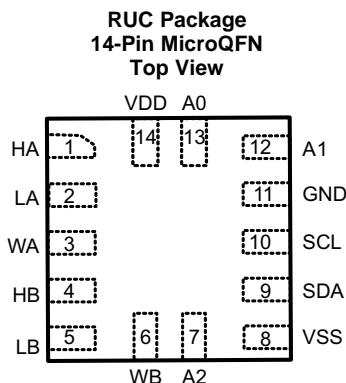 RUC Package
14-Pin MicroQFN
Top View
VDD A0
14 13
HA 1 12 A1
LA 2 11 GND
WA 3 10 SCL
HB 4 9 SDA
LB 5 8 VSS
6 7
WB A2